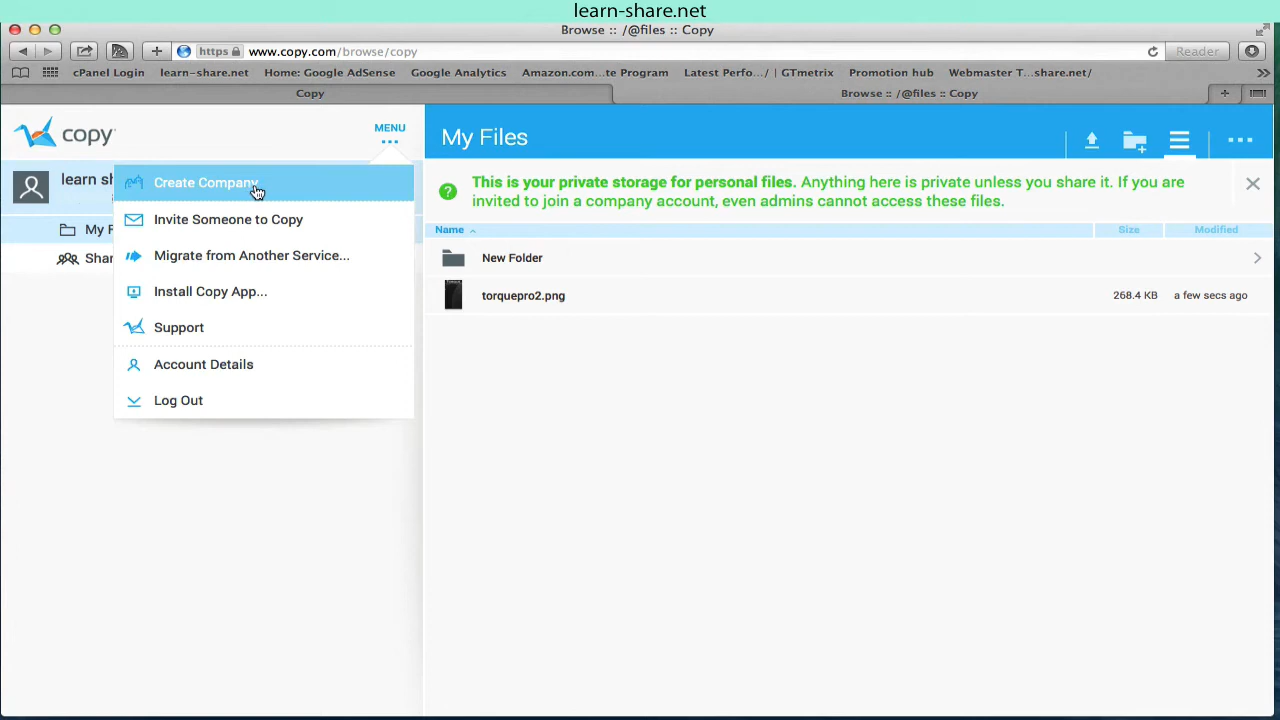 learn-share.net
Browse :: /@files :: Copy
https www.copy.com/browse/copy
Reader
cPanel Login learn-share.net Home: Google AdSense Google Analytics Amazon.com...te Program Latest Perfo.../ | GTmetrix Promotion hub Webmaster T...share.net/
Copy
Browse :: /@files :: Copy
copy
MENU
My Files
learn sh
My F
Shar
Create Company
Invite Someone to Copy
Migrate from Another Service...
Install Copy App...
Support
Account Details
Log Out
This is your private storage for personal files. Anything here is private unless you share it. If you are
invited to join a company account, even admins cannot access these files.
Name Size Modified
New Folder
torquepro2.png 268.4 KB a few secs ago